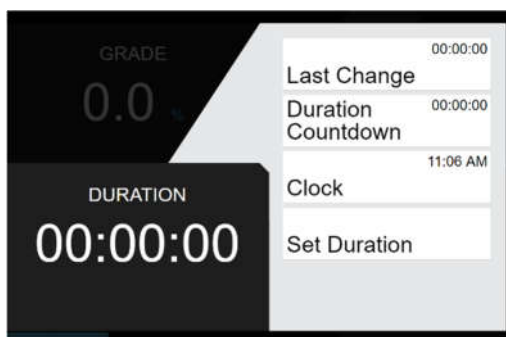 GRADE
0.0 %
DURATION
00:00:00
00:00:00
Last Change
Duration 00:00:00
Countdown
11:06 AM
Clock
Set Duration